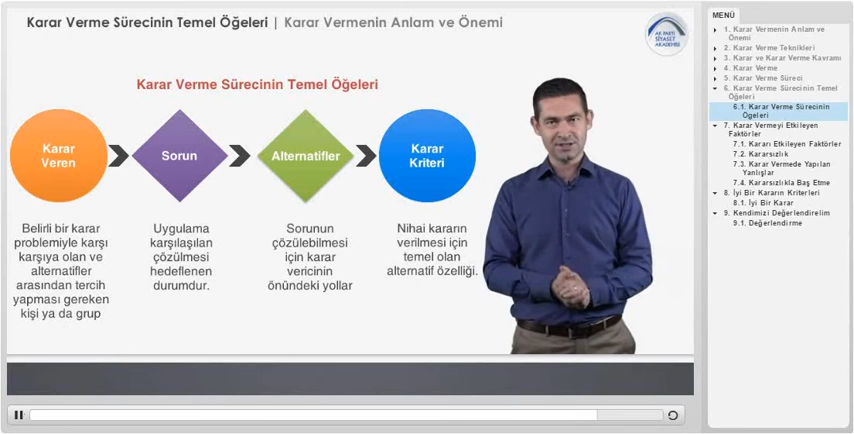 Karar Verme Sürecinin Temel Öğeleri | Karar Vermenin Anlam ve Önemi
AK PARTİ
SİYASET
AKADEMİSİ
Karar Verme Sürecinin Temel Öğeleri
Karar
Veren
Sorun
Alternatifler
Karar
Kriteri
Belirli bir karar
problemiyle karşı
karşıya olan ve
alternatifler
arasından tercih
yapması gereken
kişi ya da grup
Uygulama
karşılaşılan
çözülmesi
hedeflenen
durumdur.
Sorunun
çözülebilmesi
için karar
vericinin
önündeki yollar
Nihai kararın
verilmesi için
temel olan
alternatif özelliği.
MENÜ
1. Karar Vermenin Anlam ve
Önemi
2. Karar Verme Teknikleri
3. Karar ve Karar Verme Kavramı
4. Karar Verme
5. Karar Verme Süreci
6. Karar Verme Sürecinin Temel
Öğeleri
6.1. Karar Verme Sürecinin
Ögeleri
7. Karar Vermeyi Etkileyen
Faktörler
7.1. Kararı Etkileyen Faktörler
7.2. Kararsızlık
7.3. Karar Vermede Yapılan
Yanlışlar
7.4. Kararsızlıkla Baş Etme
8. İyi Bir Kararın Kriterleri
8.1. İyi Bir Karar
9. Kendimizi Değerlendirelim
9.1. Değerlendirme